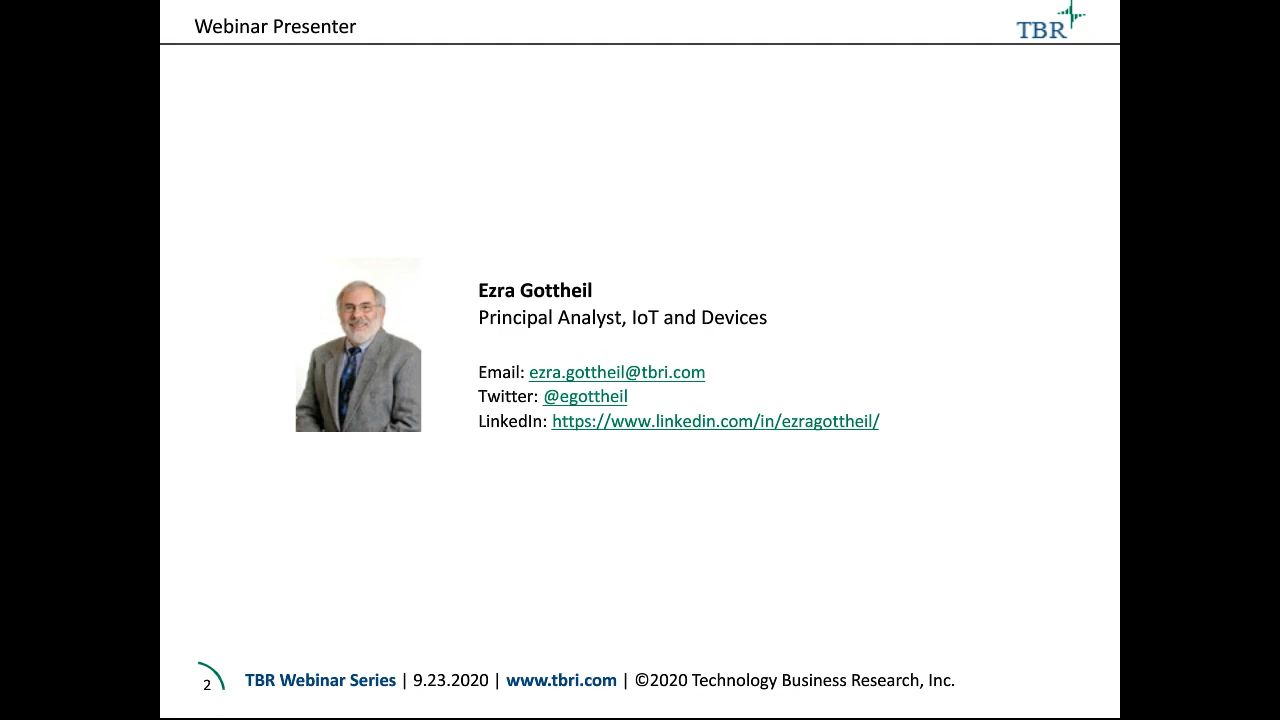 Webinar Presenter
TBR
Ezra Gottheil
Principal Analyst, IoT and Devices
Email: ezra.gottheil@tbri.com
Twitter: @egottheil
LinkedIn: https://www.linkedin.com/in/ezragottheil/
2 TBR Webinar Series | 9.23.2020 | www.tbri.com | ©2020 Technology Business Research, Inc.